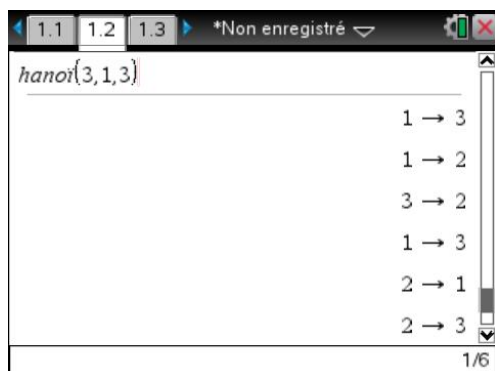 1.1 1.2 1.3 *Non enregistré
hanoï(3,1,3)
1 → 3
1 → 2
3 → 2
1 → 3
2 → 1
2 → 3
1/6